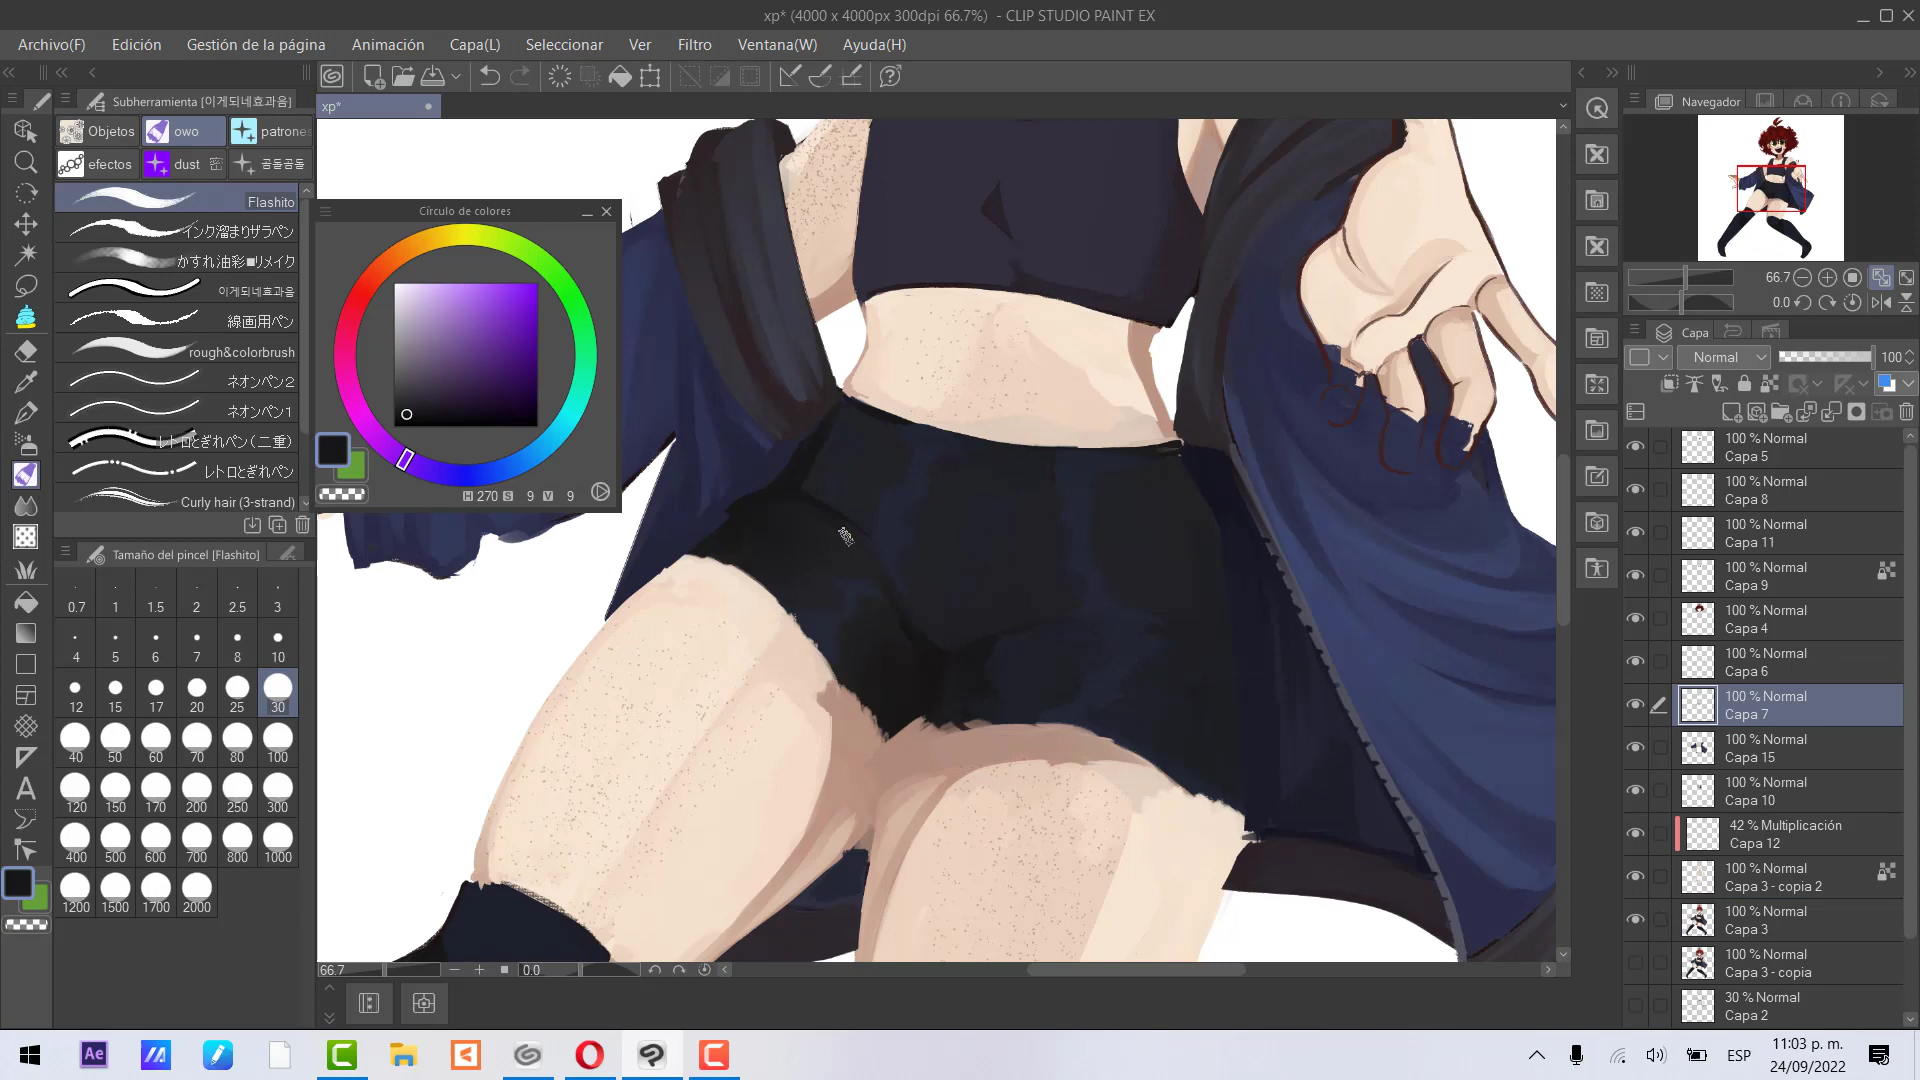 xp* (4000 x 4000px 300dpi 66.7%) - CLIP STUDIO PAINT EX
Archivo(F) Edición Gestión de la página Animación Capa(L) Seleccionar Ver Filtro Ventana(W) Ayuda(H)
Subherramienta [이게되네효과음]
xp*
Navegador
Objetos owo patrones
efectos dust 공돌공돌
Flashito
インク溜まりザラペン
かすれ油彩■リメイク
이게되네효과음
線画用ペン
rough&colorbrush
ネオンペン2
ネオンペン1
レトロとぎれペン(二重)
レトロとぎれペン
Curly hair (3-strand)
Círculo de colores
H 270 S 9 V 9
Tamaño del pincel [Flashito]
0.7 1 1.5 2 2.5 3
4 5 6 7 8 10
12 15 17 20 25 30
40 50 60 70 80 100
120 150 170 200 250 300
400 500 600 700 800 1000
1200 1500 1700 2000
66.7 0.0
66.7
0.0
Capa
Normal 100
100 % Normal
Capa 5
100 % Normal
Capa 8
100 % Normal
Capa 11
100 % Normal
Capa 9
100 % Normal
Capa 4
100 % Normal
Capa 6
100 % Normal
Capa 7
100 % Normal
Capa 15
100 % Normal
Capa 10
42 % Multiplicación
Capa 12
100 % Normal
Capa 3 - copia 2
100 % Normal
Capa 3
100 % Normal
Capa 3 - copia
30 % Normal
Capa 2
Ae
ESP
11:03 p. m.
24/09/2022